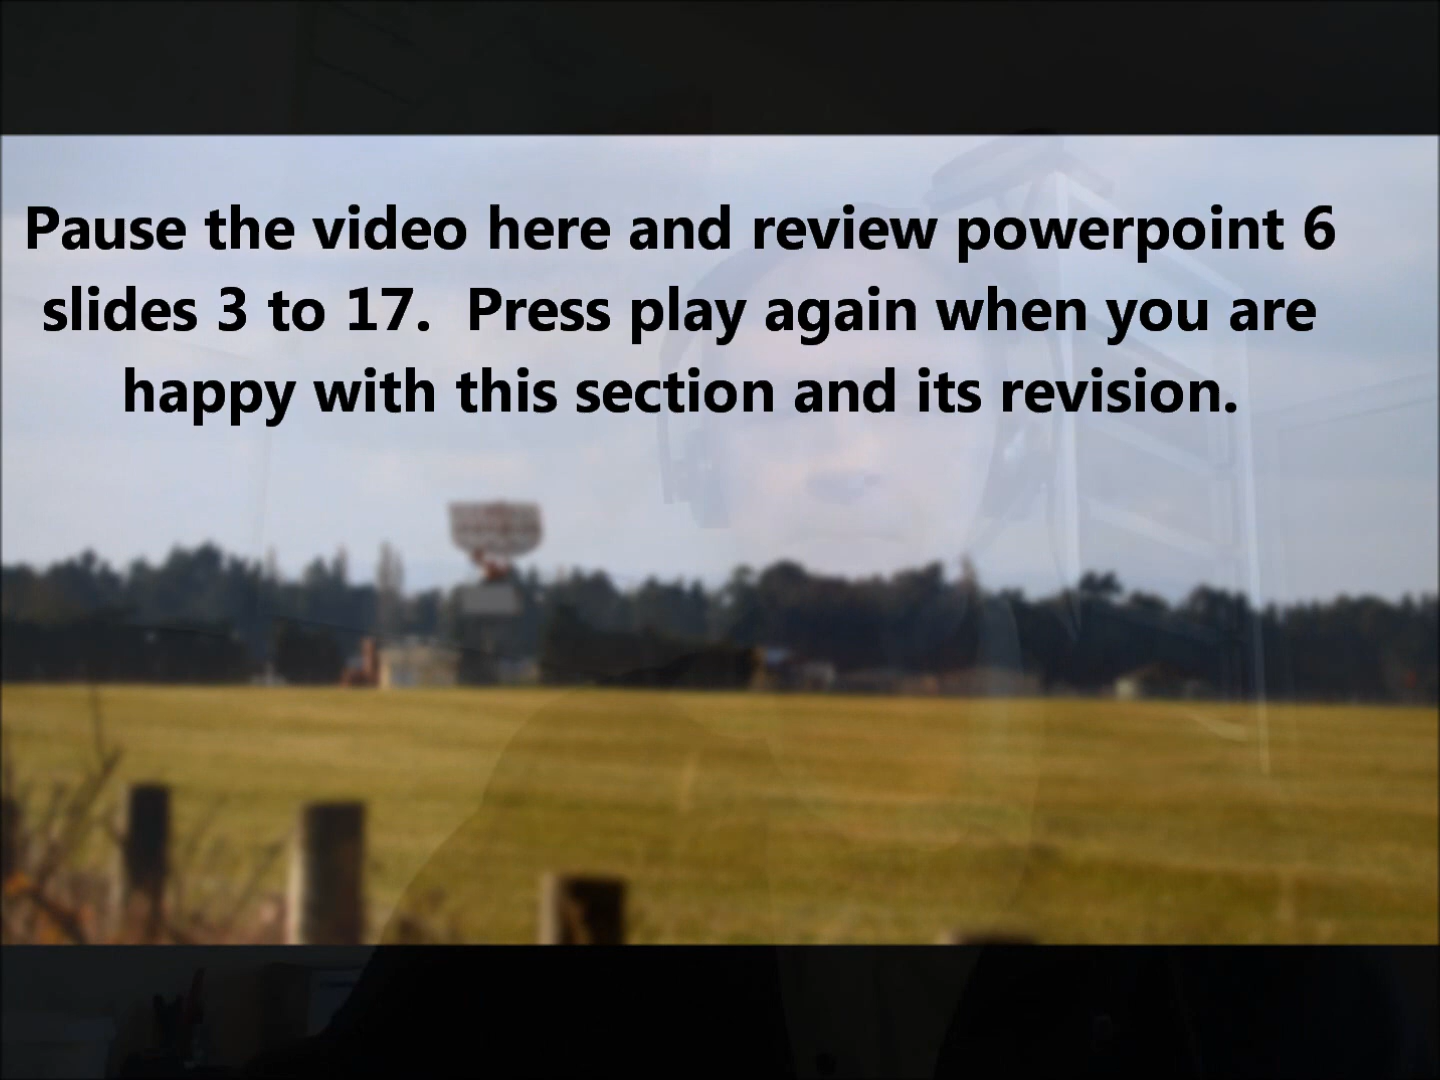 Pause the video here and review powerpoint 6
slides 3 to 17.  Press play again when you are
happy with this section and its revision.